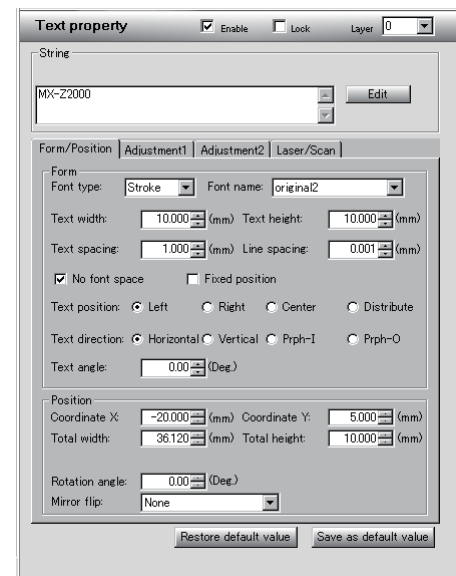 Text property Enable Lock Layer 0
String
MX-Z2000 Edit
Form/Position Adjustment1 Adjustment2 Laser/Scan
Form
Font type: Stroke Font name: original2
Text width: 10.000 (mm) Text height: 10.000 (mm)
Text spacing: 1.000 (mm) Line spacing: 0.001 (mm)
No font space Fixed position
Text position: Left Right Center Distribute
Text direction: Horizontal Vertical Prph-I Prph-O
Text angle: 0.00 (Deg.)
Position
Coordinate X: -20.000 (mm) Coordinate Y: 5.000 (mm)
Total width: 36.120 (mm) Total height: 10.000 (mm)
Rotation angle: 0.00 (Deg.)
Mirror flip: None
Restore default value Save as default value